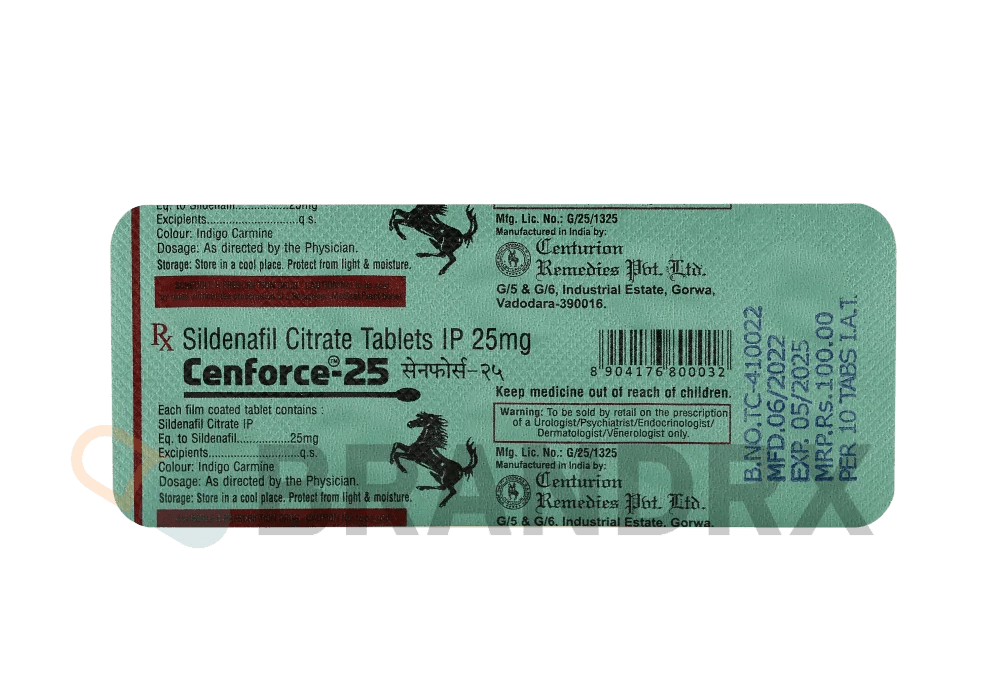 Eq. to Sildenafil.................25mg
Excipients.......................q.s.
Colour: Indigo Carmine
Dosage: As directed by the Physician.
Storage: Store in a cool place. Protect from light & moisture.
Rx Sildenafil Citrate Tablets IP 25mg
Cenforce™-25 सेनफोर्स-२५
Each film coated tablet contains :
Sildenafil Citrate IP
Eq. to Sildenafil.................25mg
Excipients.......................q.s.
Colour: Indigo Carmine
Dosage: As directed by the Physician.
Storage: Store in a cool place. Protect from light & moisture.
Mfg. Lic. No.: G/25/1325
Manufactured in India by:
Centurion
Remedies Pvt. Ltd.
G/5 & G/6, Industrial Estate, Gorwa,
Vadodara-390016.
8 904176 800032
Keep medicine out of reach of children.
Warning: To be sold by retail on the prescription
of a Urologist/Psychiatrist/Endocrinologist/
Dermatologist/Venerologist only.
Mfg. Lic. No.: G/25/1325
Manufactured in India by:
Centurion
Remedies Pvt. Ltd.
G/5 & G/6, Industrial Estate, Gorwa,
B.NO.TC-410022
MFD.06/2022
EXP. 05/2025
MRP.Rs.100.00
PER 10 TABS I.A.T.
BRANDRX